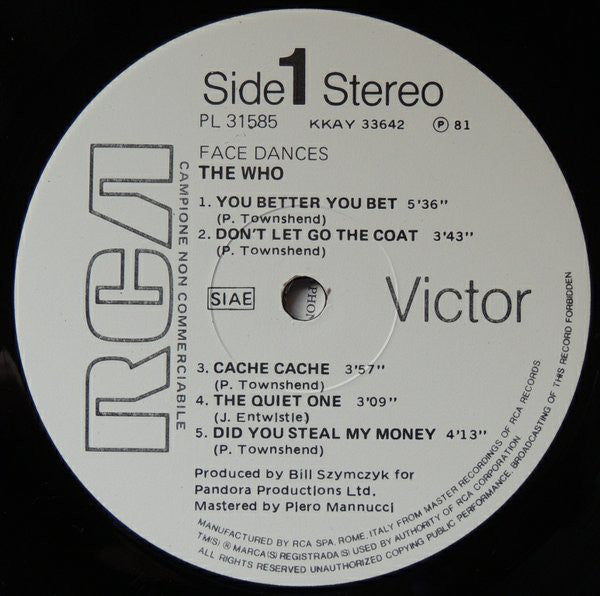 Side 1 Stereo
PL 31585 KKAY 33642 Ⓟ 81
FACE DANCES
THE WHO
1. YOU BETTER YOU BET 5'36"
(P. Townshend)
2. DON'T LET GO THE COAT 3'43"
(P. Townshend)
RCA
CAMPIONE NON COMMERCIABILE
SIAE
PHON
Victor
3. CACHE CACHE 3'57"
(P. Townshend)
4. THE QUIET ONE 3'09"
(J. Entwistle)
5. DID YOU STEAL MY MONEY 4'13"
(P. Townshend)
Produced by Bill Szymczyk for
Pandora Productions Ltd.
Mastered by Piero Mannucci
MANUFACTURED BY RCA SPA, ROME, ITALY FROM MASTER RECORDINGS OF RCA RECORDS
TM(S) ® MARCA(S) REGISTRADA(S) USED BY AUTHORITY OF RCA CORPORATION
ALL RIGHTS RESERVED UNAUTHORIZED COPYING PUBLIC PERFORMANCE, BROADCASTING OF THIS RECORD FORBIDDEN